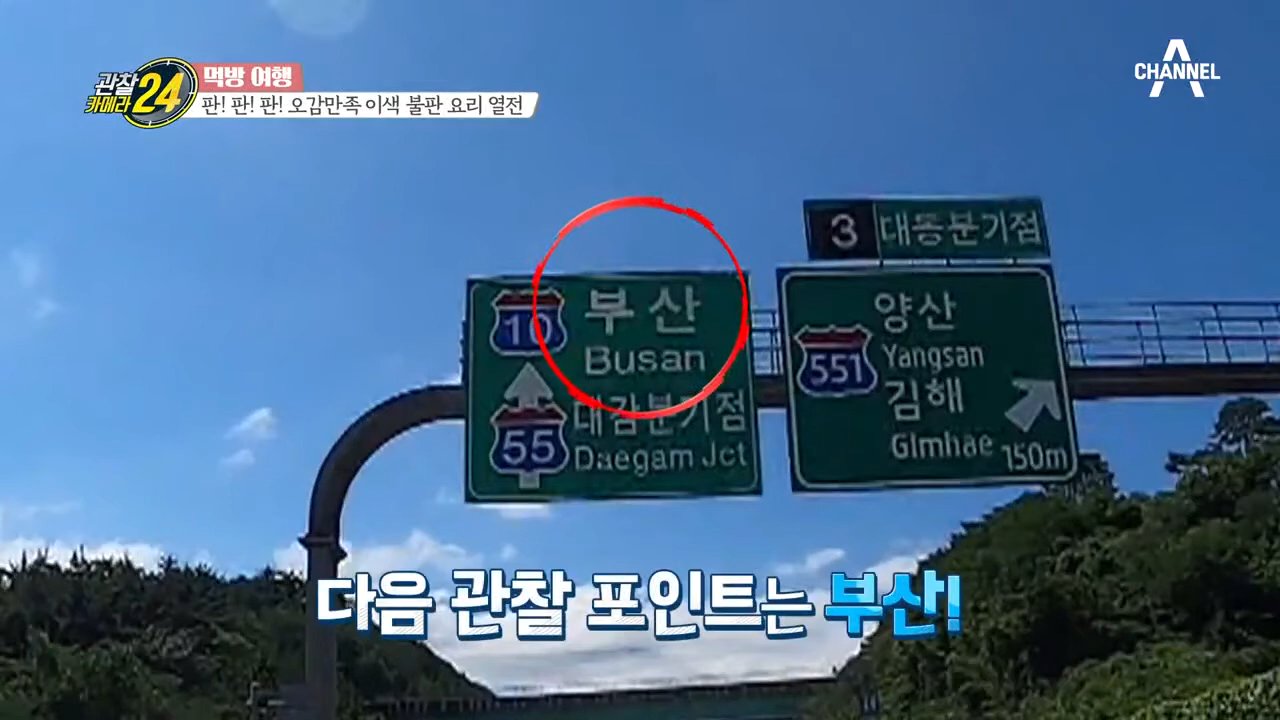 관찰
카메라
24
먹방 여행
판! 판! 판! 오감만족 이색 불판 요리 열전
CHANNEL A
3 대동분기점
10 부산
Busan
55 대감분기점
Daegam Jct
양산
551 Yangsan
김해
Gimhae 150m
다음 관찰 포인트는 부산!